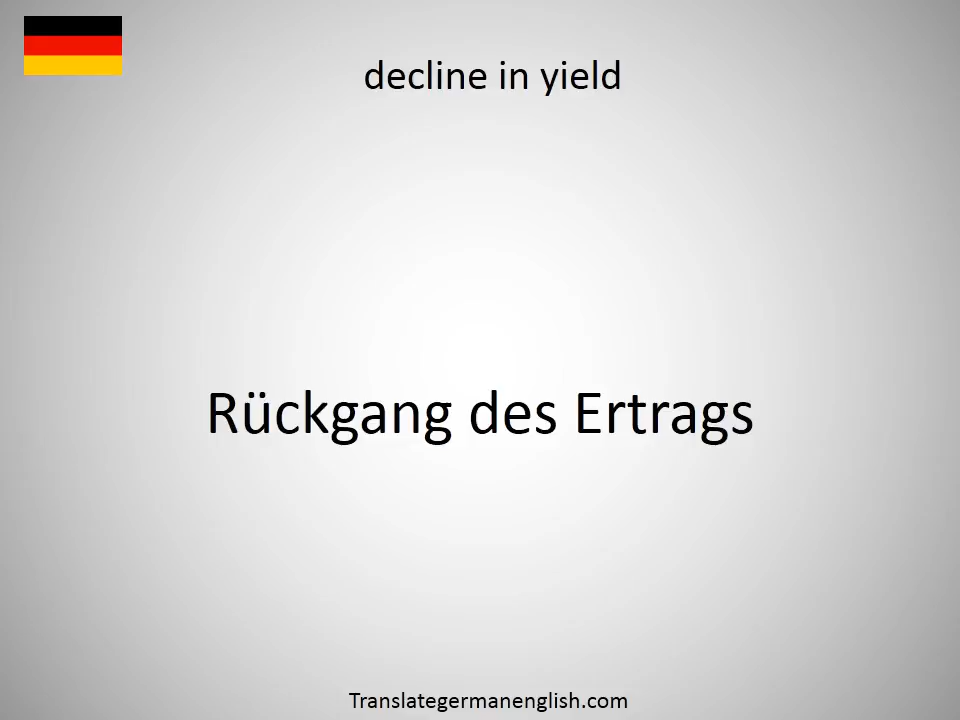 decline in yield
Rückgang des Ertrags
Translategermanenglish.com